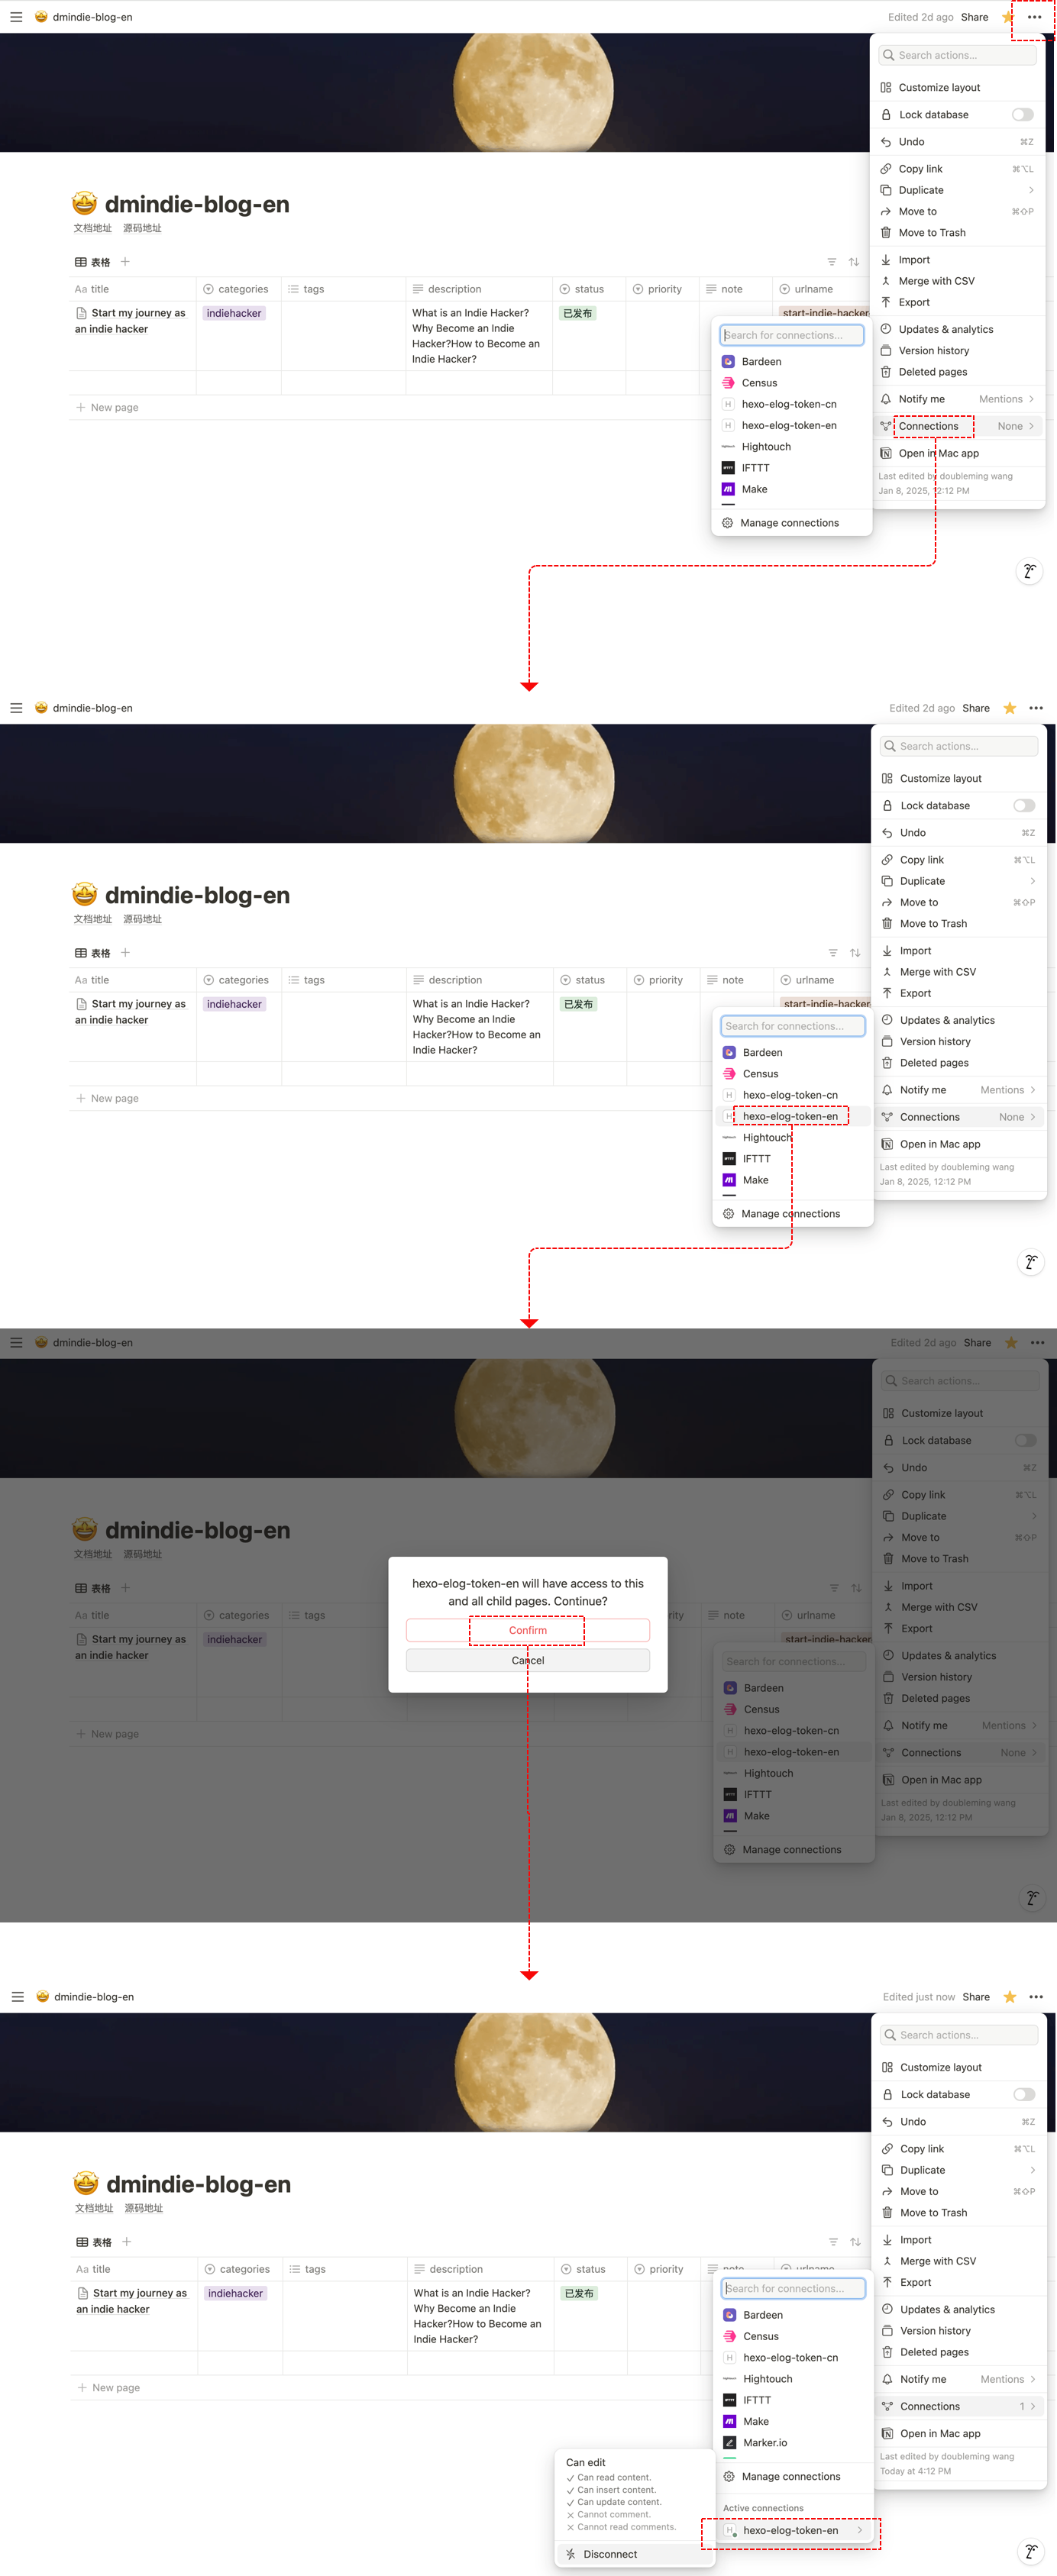 dmindie-blog-en
Edited 2d ago Share
Search actions...
Customize layout
Lock database
Undo ⌘Z
Copy link ⌘⌥L
Duplicate
Move to ⌘⇧P
Move to Trash
Import
Merge with CSV
Export
Updates & analytics
Version history
Deleted pages
Notify me Mentions
Connections None
Open in Mac app
Last edited by doubleming wang
Jan 8, 2025, 12:12 PM
dmindie-blog-en
文档地址 源码地址
表格
Aa title categories tags description status priority note urlname
Start my journey as
an indie hacker
indiehacker
What is an Indie Hacker?
Why Become an Indie
Hacker?How to Become an
Indie Hacker?
已发布
start-indie-hacker
New page
Search for connections...
Bardeen
Census
hexo-elog-token-cn
hexo-elog-token-en
Hightouch
IFTTT
Make
Manage connections
dmindie-blog-en
Edited 2d ago Share
Search actions...
Customize layout
Lock database
Undo ⌘Z
Copy link ⌘⌥L
Duplicate
Move to ⌘⇧P
Move to Trash
Import
Merge with CSV
Export
Updates & analytics
Version history
Deleted pages
Notify me Mentions
Connections None
Open in Mac app
Last edited by doubleming wang
Jan 8, 2025, 12:12 PM
dmindie-blog-en
文档地址 源码地址
表格
Aa title categories tags description status priority note urlname
Start my journey as
an indie hacker
indiehacker
What is an Indie Hacker?
Why Become an Indie
Hacker?How to Become an
Indie Hacker?
已发布
start-indie-hacker
New page
Search for connections...
Bardeen
Census
hexo-elog-token-cn
hexo-elog-token-en
Hightouch
IFTTT
Make
Manage connections
dmindie-blog-en
Edited 2d ago Share
Search actions...
Customize layout
Lock database
Undo ⌘Z
Copy link ⌘⌥L
Duplicate
Move to ⌘⇧P
Move to Trash
Import
Merge with CSV
Export
Updates & analytics
Version history
Deleted pages
Notify me Mentions
Connections None
Open in Mac app
Last edited by doubleming wang
Jan 8, 2025, 12:12 PM
dmindie-blog-en
文档地址 源码地址
表格
Aa title categories tags note urlname
Start my journey as
an indie hacker
indiehacker
start-indie-hacker
New page
hexo-elog-token-en will have access to this
and all child pages. Continue?
Confirm
Cancel
Search for connections...
Bardeen
Census
hexo-elog-token-cn
hexo-elog-token-en
Hightouch
IFTTT
Make
Manage connections
dmindie-blog-en
Edited just now Share
Search actions...
Customize layout
Lock database
Undo ⌘Z
Copy link ⌘⌥L
Duplicate
Move to ⌘⇧P
Move to Trash
Import
Merge with CSV
Export
Updates & analytics
Version history
Deleted pages
Notify me Mentions
Connections 1
Open in Mac app
Last edited by doubleming wang
Today at 4:12 PM
dmindie-blog-en
文档地址 源码地址
表格
Aa title categories tags description status priority note urlname
Start my journey as
an indie hacker
indiehacker
What is an Indie Hacker?
Why Become an Indie
Hacker?How to Become an
Indie Hacker?
已发布
New page
Search for connections...
Bardeen
Census
hexo-elog-token-cn
Hightouch
IFTTT
Make
Marker.io
Manage connections
Active connections
hexo-elog-token-en
Can edit
Can read content.
Can insert content.
Can update content.
Cannot comment.
Cannot read comments.
Disconnect